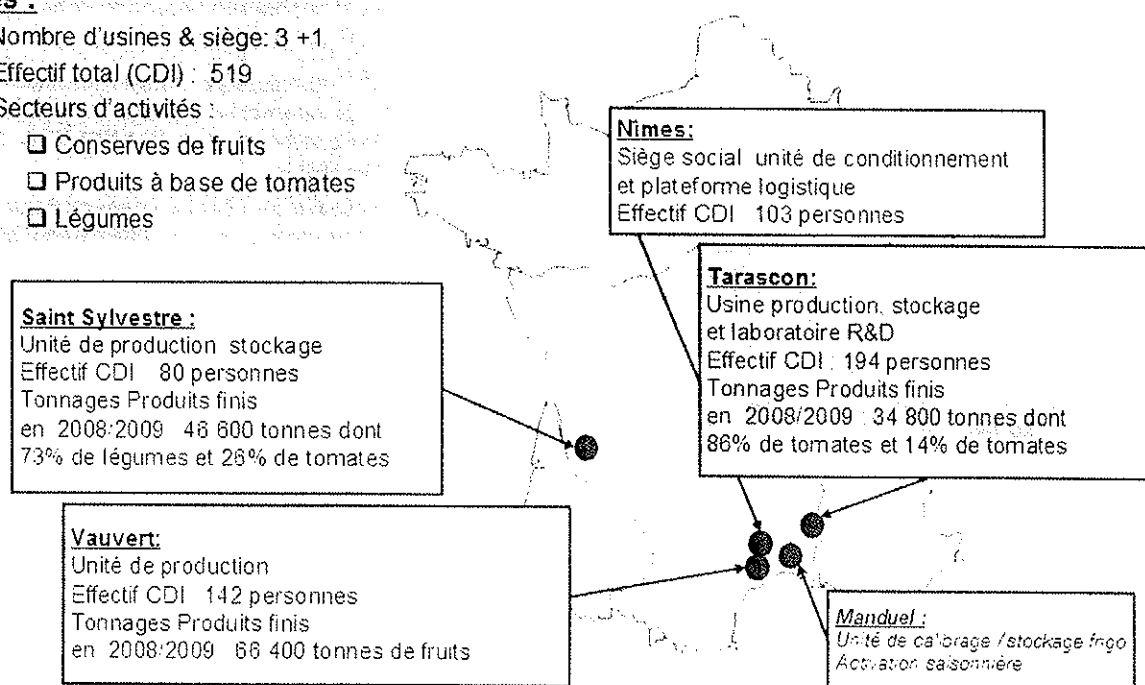 Nombre d'usines & siège: 3 +1
Effectif total (CDI) : 519
Secteurs d'activités :
❑ Conserves de fruits
❑ Produits à base de tomates
❑ Légumes
Nîmes:
Siège social unité de conditionnement
et plateforme logistique
Effectif CDI 103 personnes
Tarascon:
Usine production, stockage
et laboratoire R&D
Effectif CDI : 194 personnes
Tonnages Produits finis
en 2008/2009 : 34 800 tonnes dont
86% de tomates et 14% de tomates
Saint Sylvestre :
Unité de production stockage
Effectif CDI 80 personnes
Tonnages Produits finis
en 2008/2009 46 600 tonnes dont
73% de légumes et 26% de tomates
Vauvert:
Unité de production
Effectif CDI 142 personnes
Tonnages Produits finis
en 2008/2009 66 400 tonnes de fruits
Manduel :
Unité de calibrage / stockage frigo
Activation saisonnière